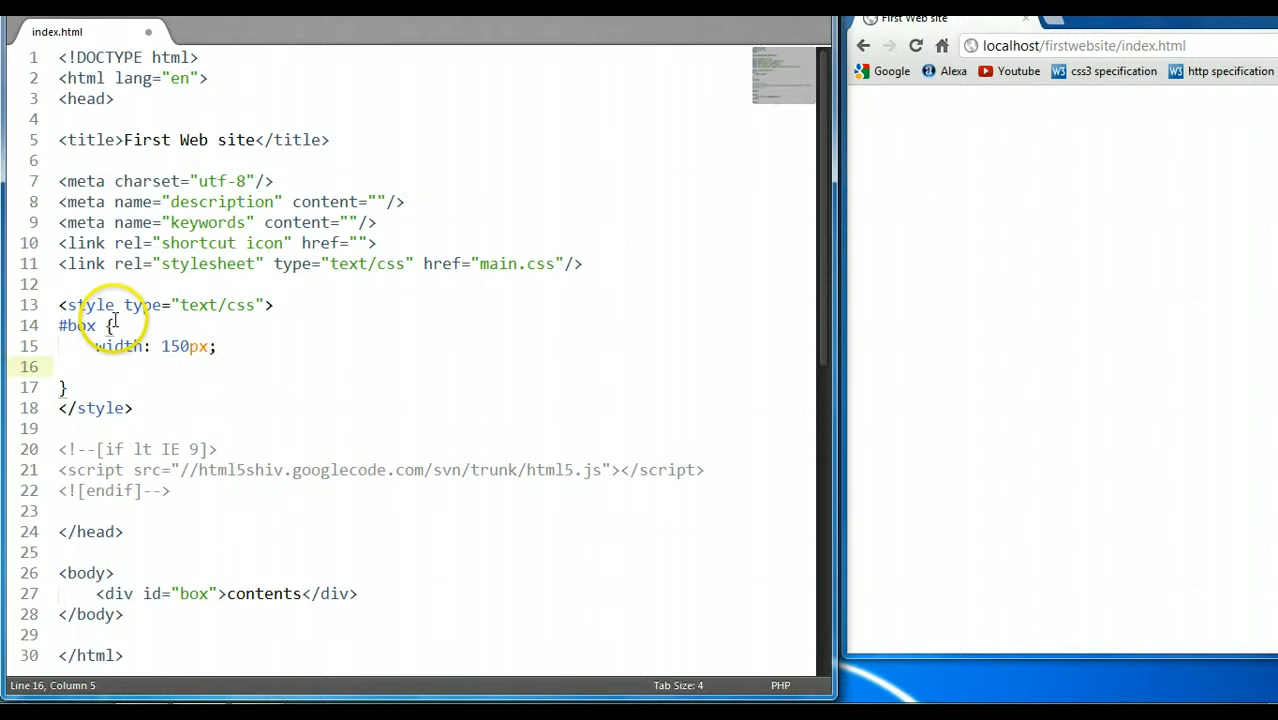 index.html
1 <!DOCTYPE html>
2 <html lang="en">
3 <head>
4
5 <title>First Web site</title>
6
7 <meta charset="utf-8"/>
8 <meta name="description" content=""/>
9 <meta name="keywords" content=""/>
10 <link rel="shortcut icon" href="">
11 <link rel="stylesheet" type="text/css" href="main.css"/>
12
13 <style type="text/css">
14 #box {
15 width: 150px;
16
17 }
18 </style>
19
20 <!--[if lt IE 9]>
21 <script src="//html5shiv.googlecode.com/svn/trunk/html5.js"></script>
22 <![endif]-->
23
24 </head>
25
26 <body>
27 <div id="box">contents</div>
28 </body>
29
30 </html>
Line 16, Column 5 Tab Size: 4 PHP
First Web site
localhost/firstwebsite/index.html
Google Alexa Youtube css3 specification http specification